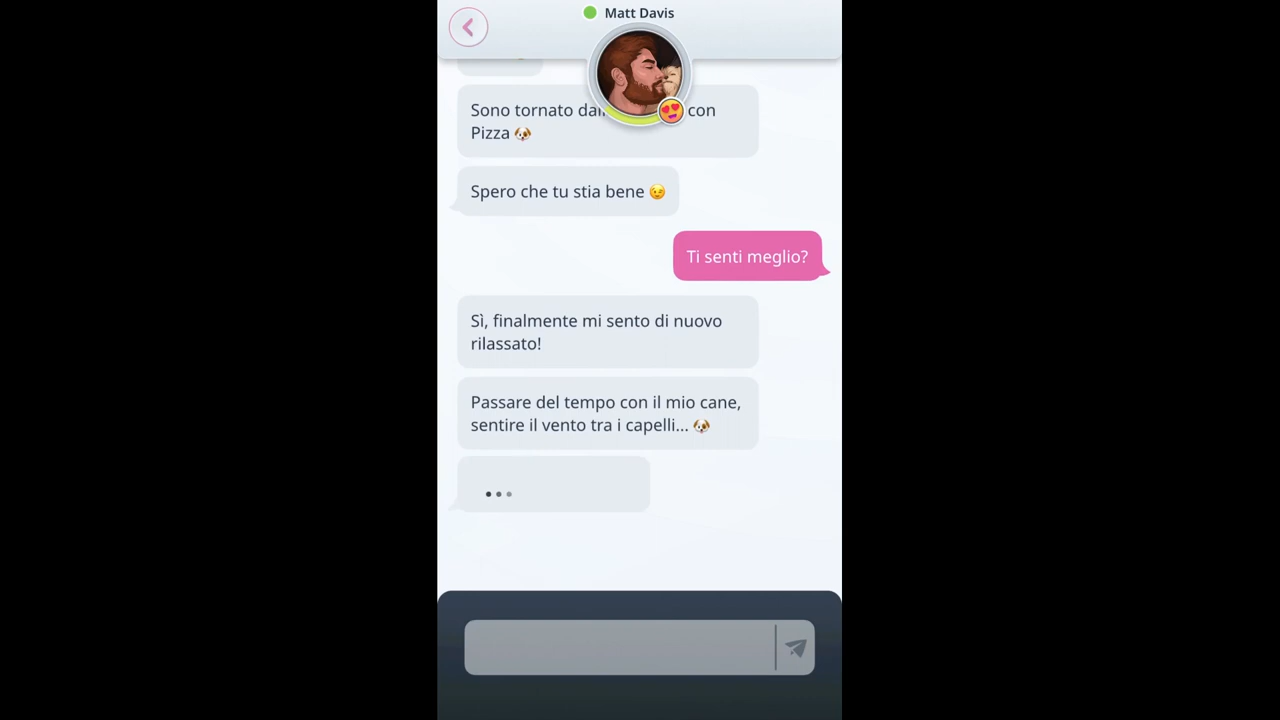 Matt Davis
Sono tornato con
Pizza 🐶
Spero che tu stia bene 😉
Ti senti meglio?
Sì, finalmente mi sento di nuovo
rilassato!
Passare del tempo con il mio cane,
sentire il vento tra i capelli... 🐶